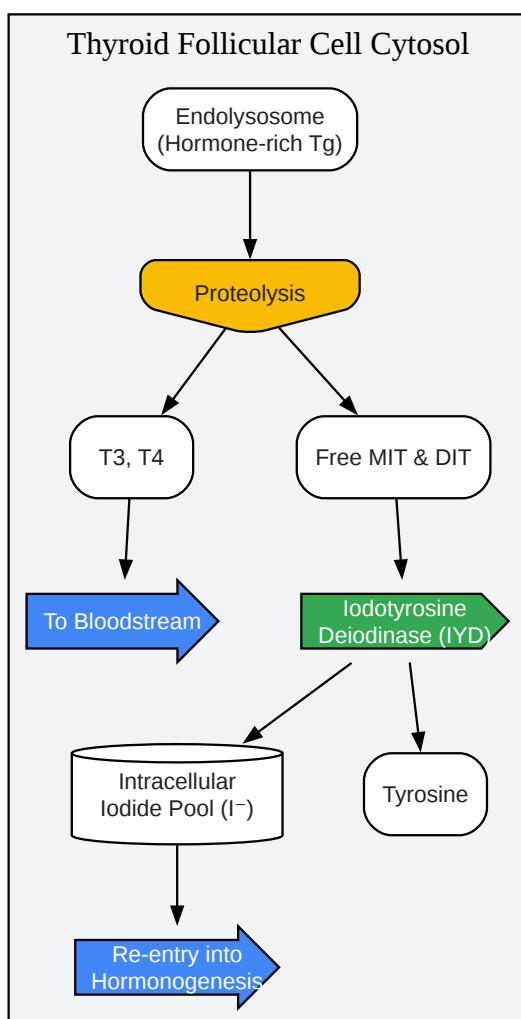 Thyroid Follicular Cell Cytosol
Endolysosome
(Hormone-rich Tg)
Proteolysis
T3, T4
Free MIT & DIT
To Bloodstream
Iodotyrosine
Deiodinase (IYD)
Intracellular
Iodide Pool (I⁻)
Tyrosine
Re-entry into
Hormonogenesis